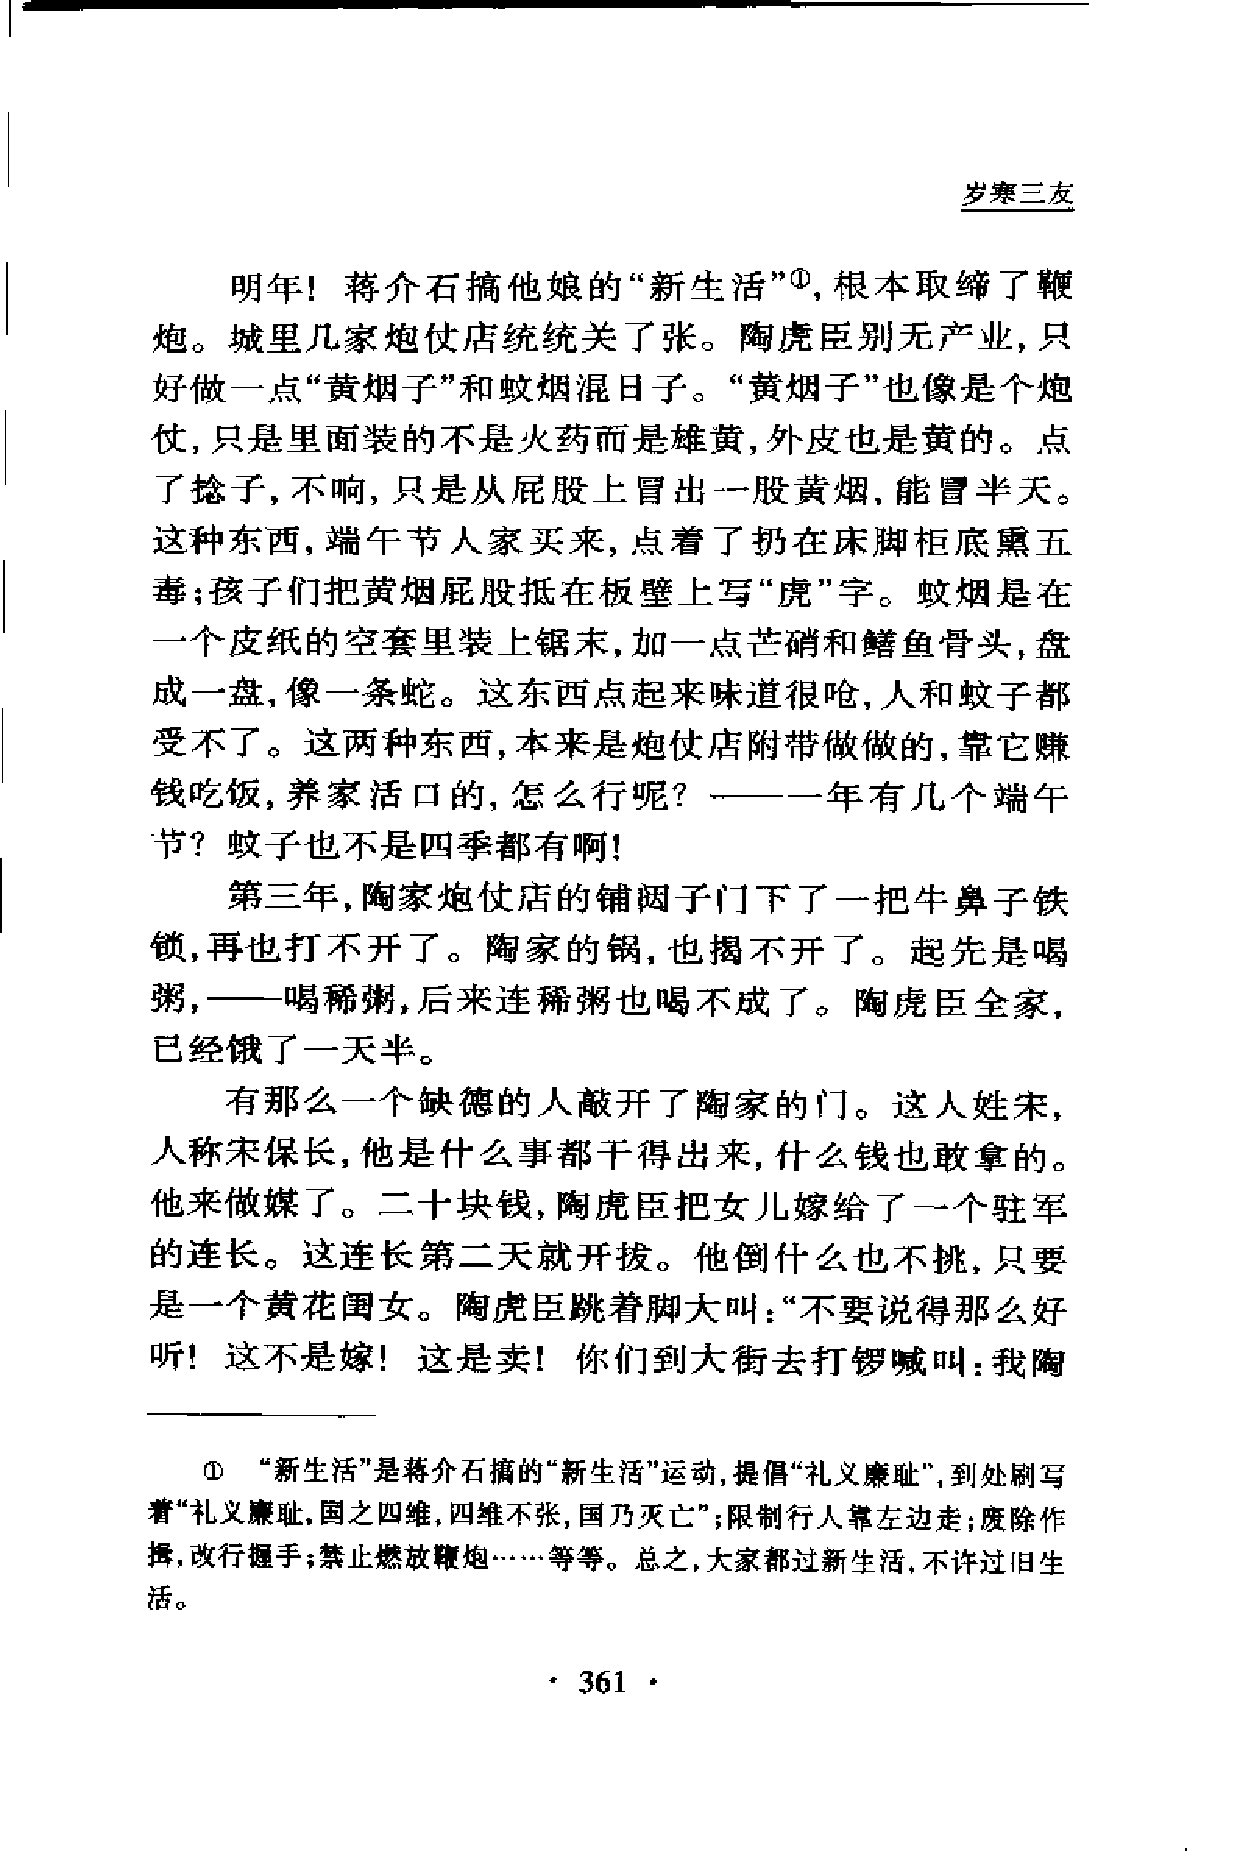 岁寒三友
明年！蒋介石搞他娘的“新生活”①，根本取缔了鞭
炮。城里几家炮仗店统统关了张。陶虎臣别无产业，只
好做一点“黄烟子”和蚊烟混日子。“黄烟子”也像是个炮
仗，只是里面装的不是火药而是雄黄，外皮也是黄的。点
了捻子，不响，只是从屁股上冒出一股黄烟，能冒半天。
这种东西，端午节人家买来，点着了扔在床脚柜底熏五
毒；孩子们把黄烟屁股抵在板壁上写“虎”字。蚊烟是在
一个皮纸的空套里装上锯末，加一点芒硝和鳝鱼骨头，盘
成一盘，像一条蛇。这东西点起来味道很呛，人和蚊子都
受不了。这两种东西，本来是炮仗店附带做做的，靠它赚
钱吃饭，养家活口的，怎么行呢？——一年有几个端午
节？蚊子也不是四季都有啊！
第三年，陶家炮仗店的铺闼子门下了一把牛鼻子铁
锁，再也打不开了。陶家的锅，也揭不开了。起先是喝
粥，——喝稀粥，后来连稀粥也喝不成了。陶虎臣全家，
已经饿了一天半。
有那么一个缺德的人敲开了陶家的门。这人姓宋，
人称宋保长，他是什么事都干得出来，什么钱也敢拿的。
他来做媒了。二十块钱，陶虎臣把女儿嫁给了一个驻军
的连长。这连长第二天就开拔。他倒什么也不挑，只要
是一个黄花闺女。陶虎臣跳着脚大叫：“不要说得那么好
听！这不是嫁！这是卖！你们到大街去打锣喊叫：我陶
① “新生活”是蒋介石搞的“新生活”运动，提倡“礼义廉耻”，到处刷写
着“礼义廉耻，国之四维，四维不张，国乃灭亡”；限制行人靠左边走；废除作
揖，改行握手；禁止燃放鞭炮……等等。总之，大家都过新生活，不许过旧生
活。
· 361 ·